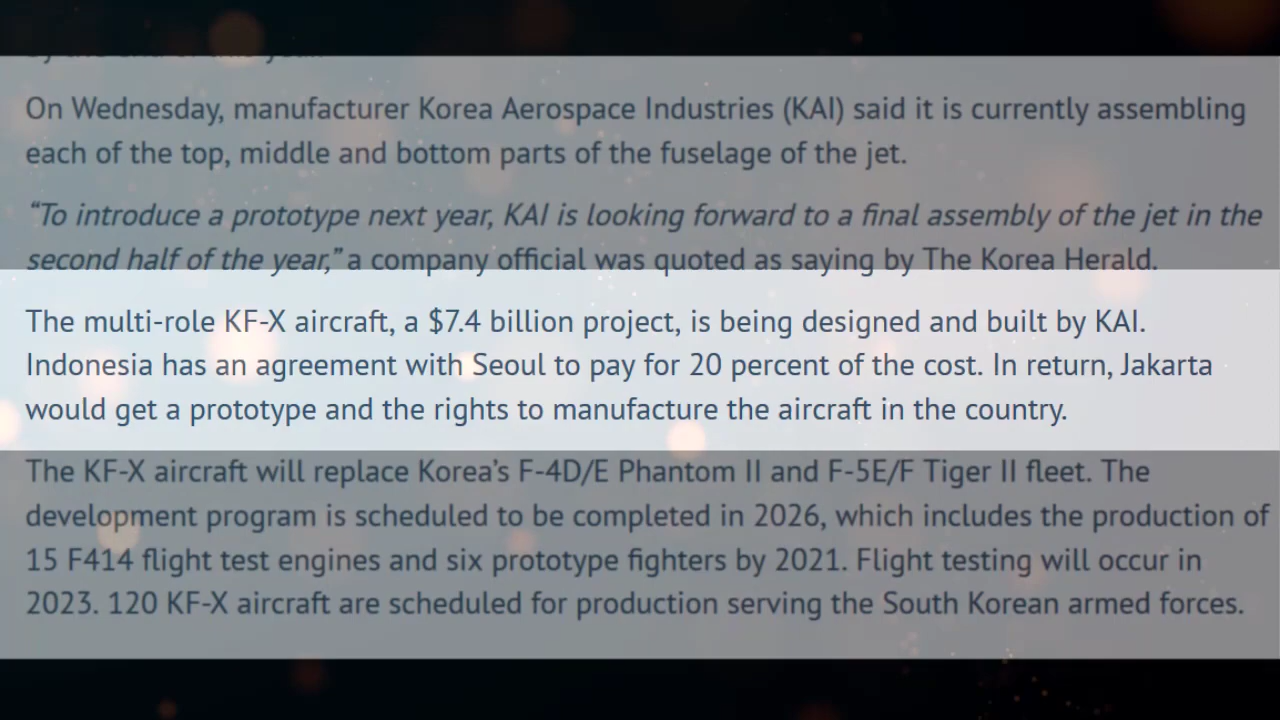 On Wednesday, manufacturer Korea Aerospace Industries (KAI) said it is currently assembling
each of the top, middle and bottom parts of the fuselage of the jet.
“To introduce a prototype next year, KAI is looking forward to a final assembly of the jet in the
second half of the year,” a company official was quoted as saying by The Korea Herald.
The multi-role KF-X aircraft, a $7.4 billion project, is being designed and built by KAI.
Indonesia has an agreement with Seoul to pay for 20 percent of the cost. In return, Jakarta
would get a prototype and the rights to manufacture the aircraft in the country.
The KF-X aircraft will replace Korea’s F-4D/E Phantom II and F-5E/F Tiger II fleet. The
development program is scheduled to be completed in 2026, which includes the production of
15 F414 flight test engines and six prototype fighters by 2021. Flight testing will occur in
2023. 120 KF-X aircraft are scheduled for production serving the South Korean armed forces.